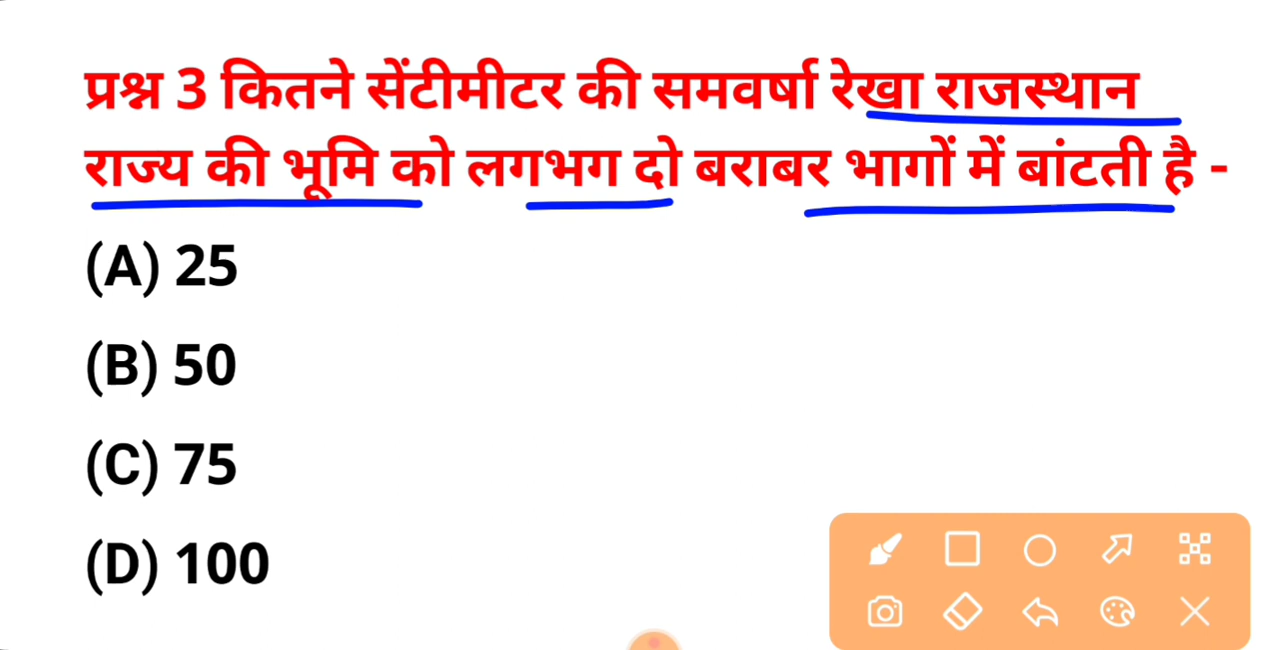 प्रश्न 3 कितने सेंटीमीटर की समवर्षा रेखा राजस्थान
राज्य की भूमि को लगभग दो बराबर भागों में बांटती है -
(A) 25
(B) 50
(C) 75
(D) 100